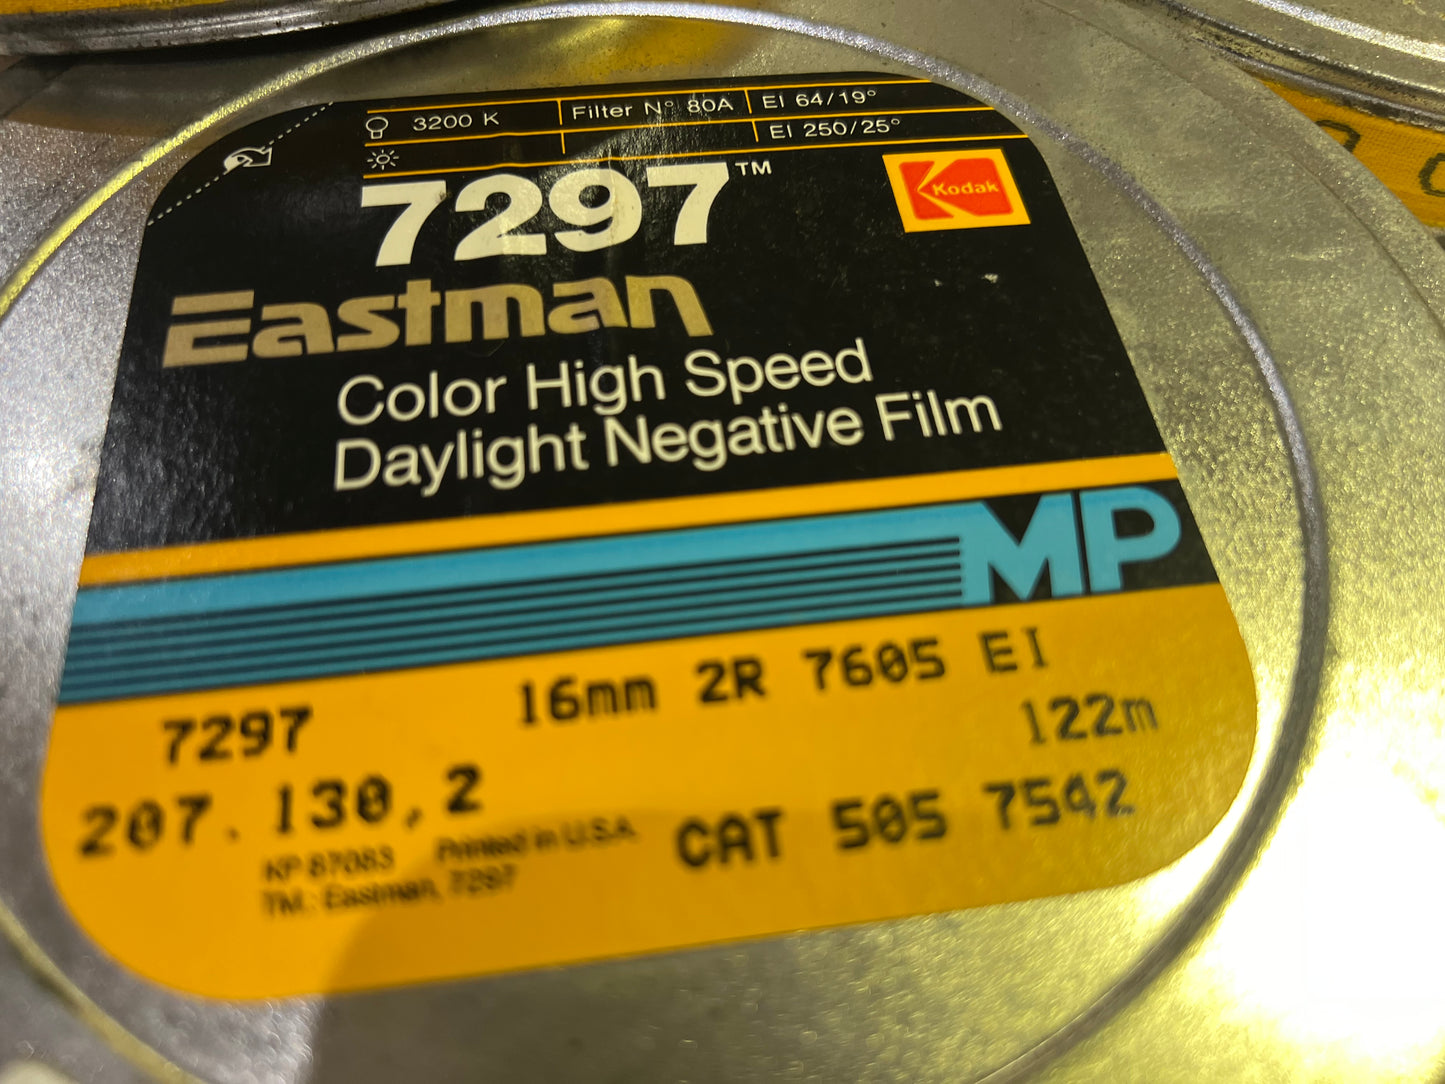 3200 K Filter Nº 80A EI 64/19°
EI 250/25°
7297™
Kodak
Eastman
Color High Speed
Daylight Negative Film
MP
7297 16mm 2R 7605 EI
122m
207.130,2 CAT 505 7542
KP 87083 Printed in U.S.A.
TM: Eastman, 7297